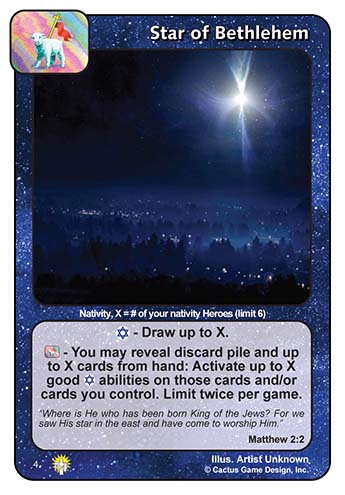 Star of Bethlehem
Nativity, X = # of your nativity Heroes (limit 6)
✡ - Draw up to X.
- You may reveal discard pile and up
to X cards from hand: Activate up to X
good ✡ abilities on those cards and/or
cards you control. Limit twice per game.
"Where is He who has been born King of the Jews? For we
saw His star in the east and have come to worship Him."
Matthew 2:2
4
Illus. Artist Unknown
© Cactus Game Design, Inc.